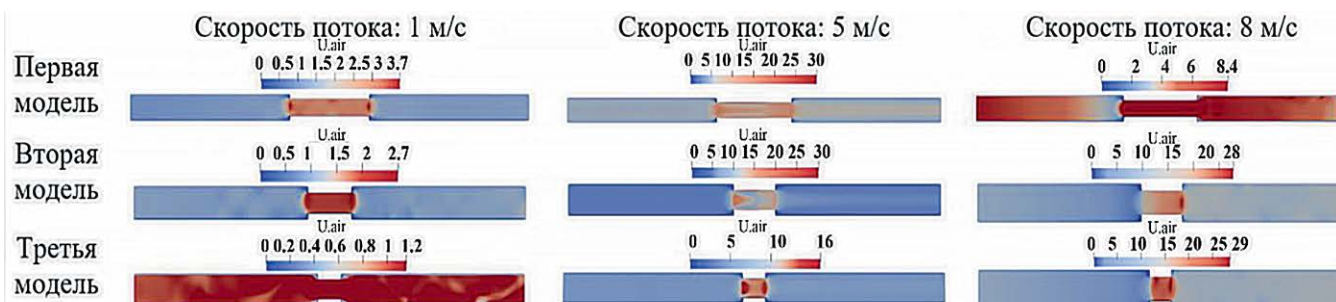 Скорость потока: 1 м/с Скорость потока: 5 м/с Скорость потока: 8 м/с
U.air U.air U.air
0 0.5 1 1.5 2 2.5 3 3.7 0 5 10 15 20 25 30 0 2 4 6 8.4
Первая
модель
U.air U.air U.air
0 0.5 1 1.5 2 2.7 0 5 10 15 20 25 30 0 5 10 15 20 28
Вторая
модель
U.air U.air U.air
0 0.2 0.4 0.6 0.8 1 1.2 0 5 10 16 0 5 10 15 20 25 29
Третья
модель